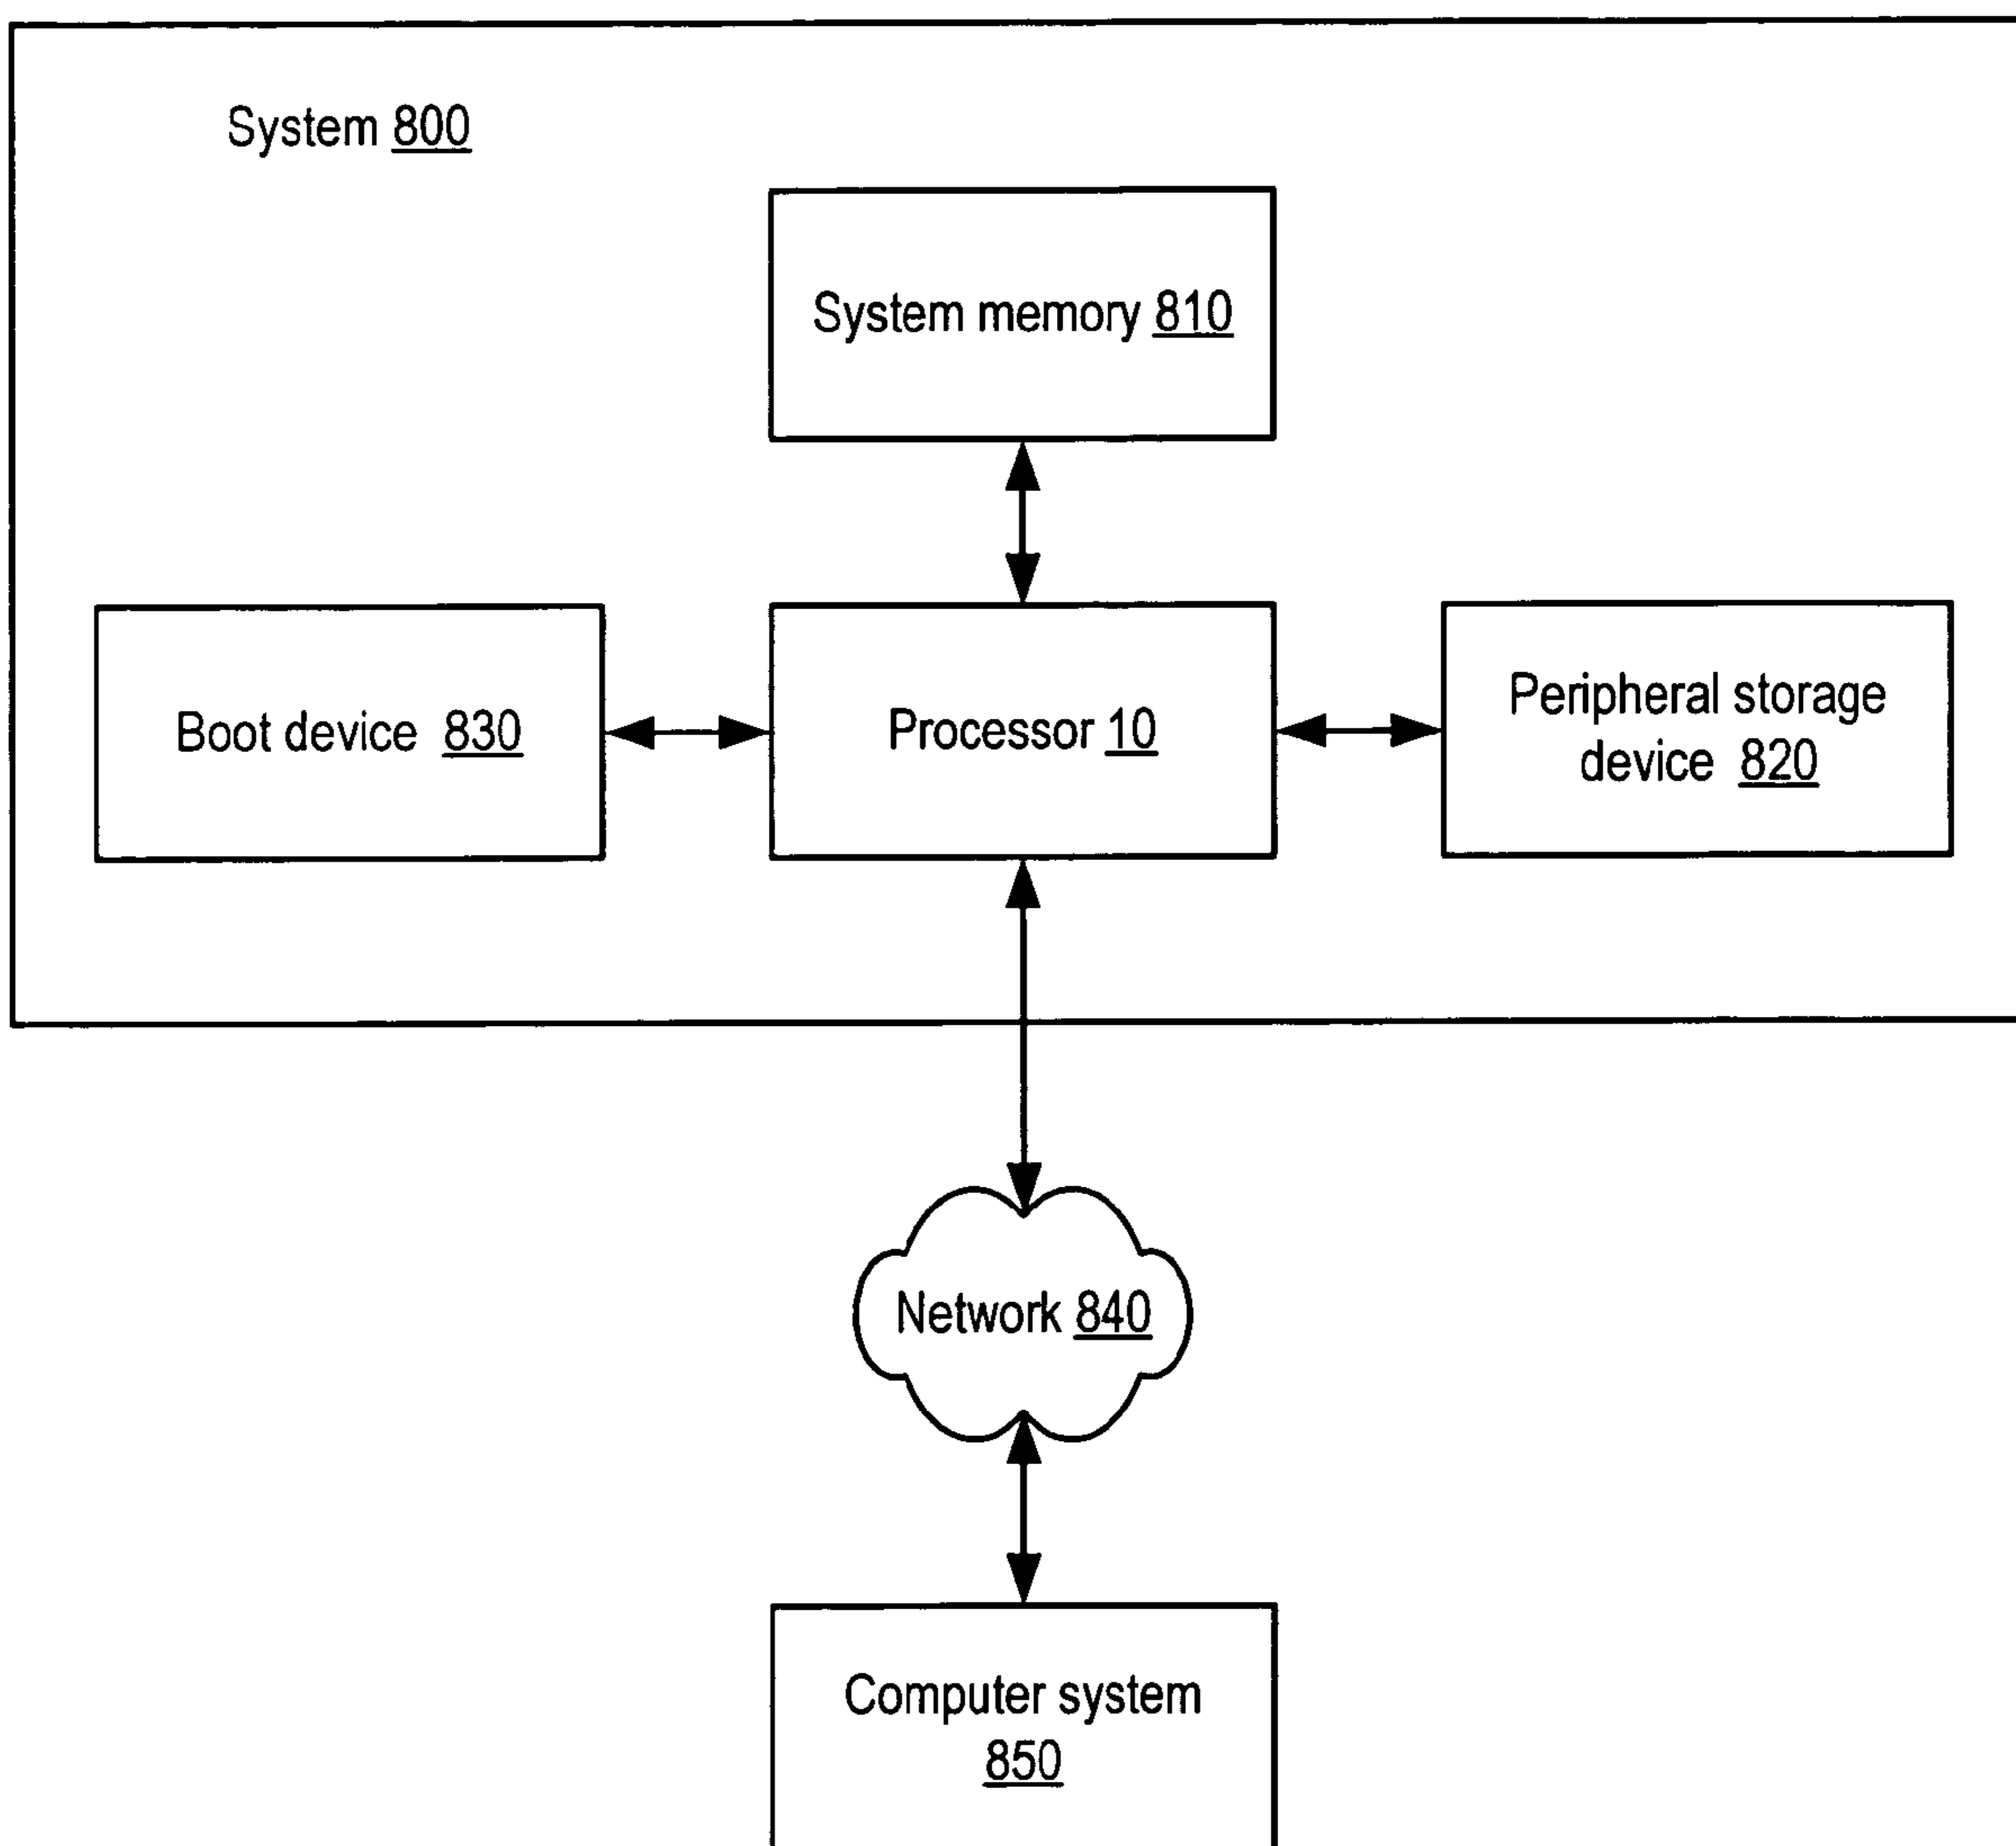 System 800
System memory 810
Boot device 830
Processor 10
Peripheral storage
device 820
Network 840
Computer system
850